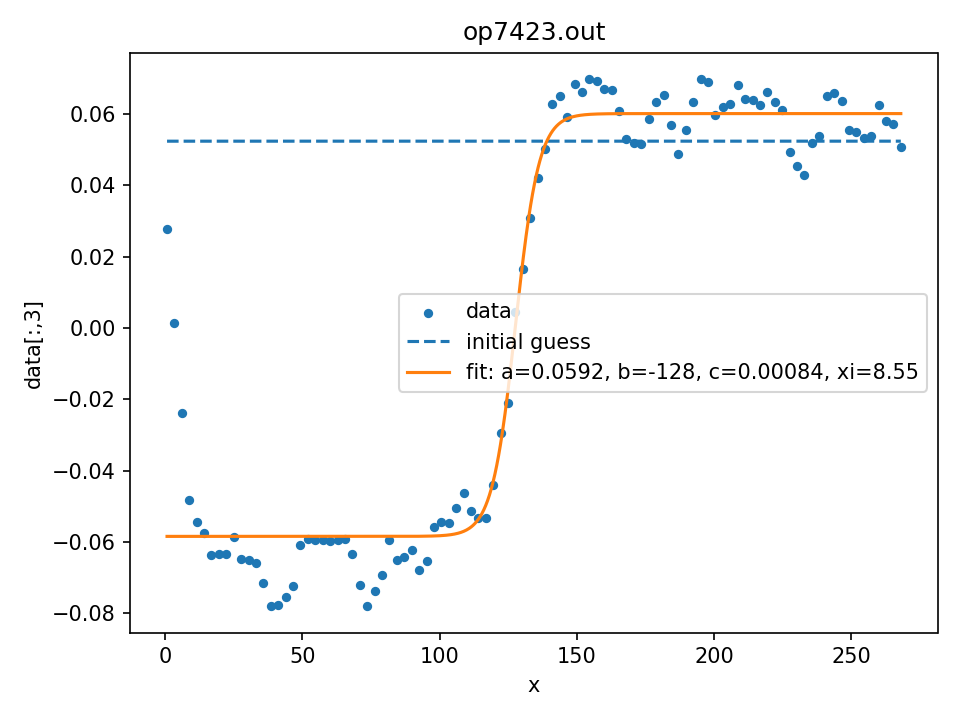 op7423.out
data[:,3]
0.06
0.04
0.02
0.00
−0.02
−0.04
−0.06
−0.08
data
initial guess
fit: a=0.0592, b=-128, c=0.00084, xi=8.55
0 50 100 150 200 250
x